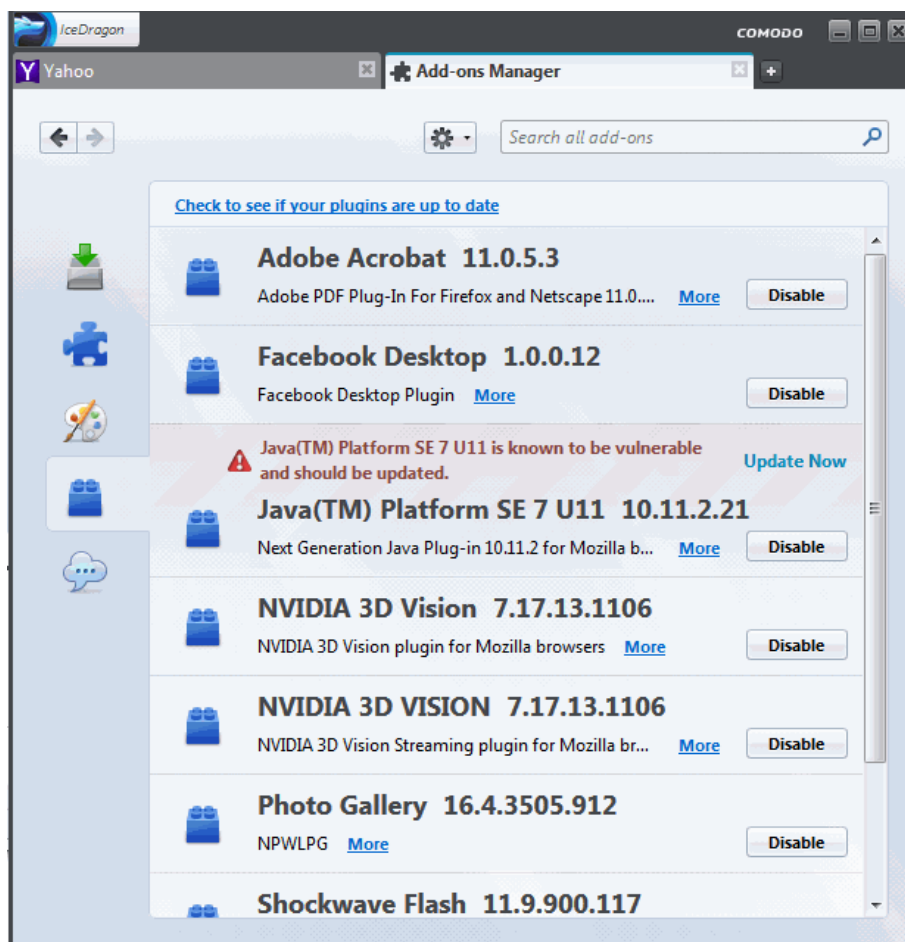 IceDragon
COMODO
Yahoo
Add-ons Manager
Search all add-ons
Check to see if your plugins are up to date
Adobe Acrobat 11.0.5.3
Adobe PDF Plug-In For Firefox and Netscape 11.0.... More Disable
Facebook Desktop 1.0.0.12
Facebook Desktop Plugin More Disable
Java(TM) Platform SE 7 U11 is known to be vulnerable
and should be updated. Update Now
Java(TM) Platform SE 7 U11 10.11.2.21
Next Generation Java Plug-in 10.11.2 for Mozilla b... More Disable
NVIDIA 3D Vision 7.17.13.1106
NVIDIA 3D Vision plugin for Mozilla browsers More Disable
NVIDIA 3D VISION 7.17.13.1106
NVIDIA 3D Vision Streaming plugin for Mozilla br... More Disable
Photo Gallery 16.4.3505.912
NPWLPG More Disable
Shockwave Flash 11.9.900.117